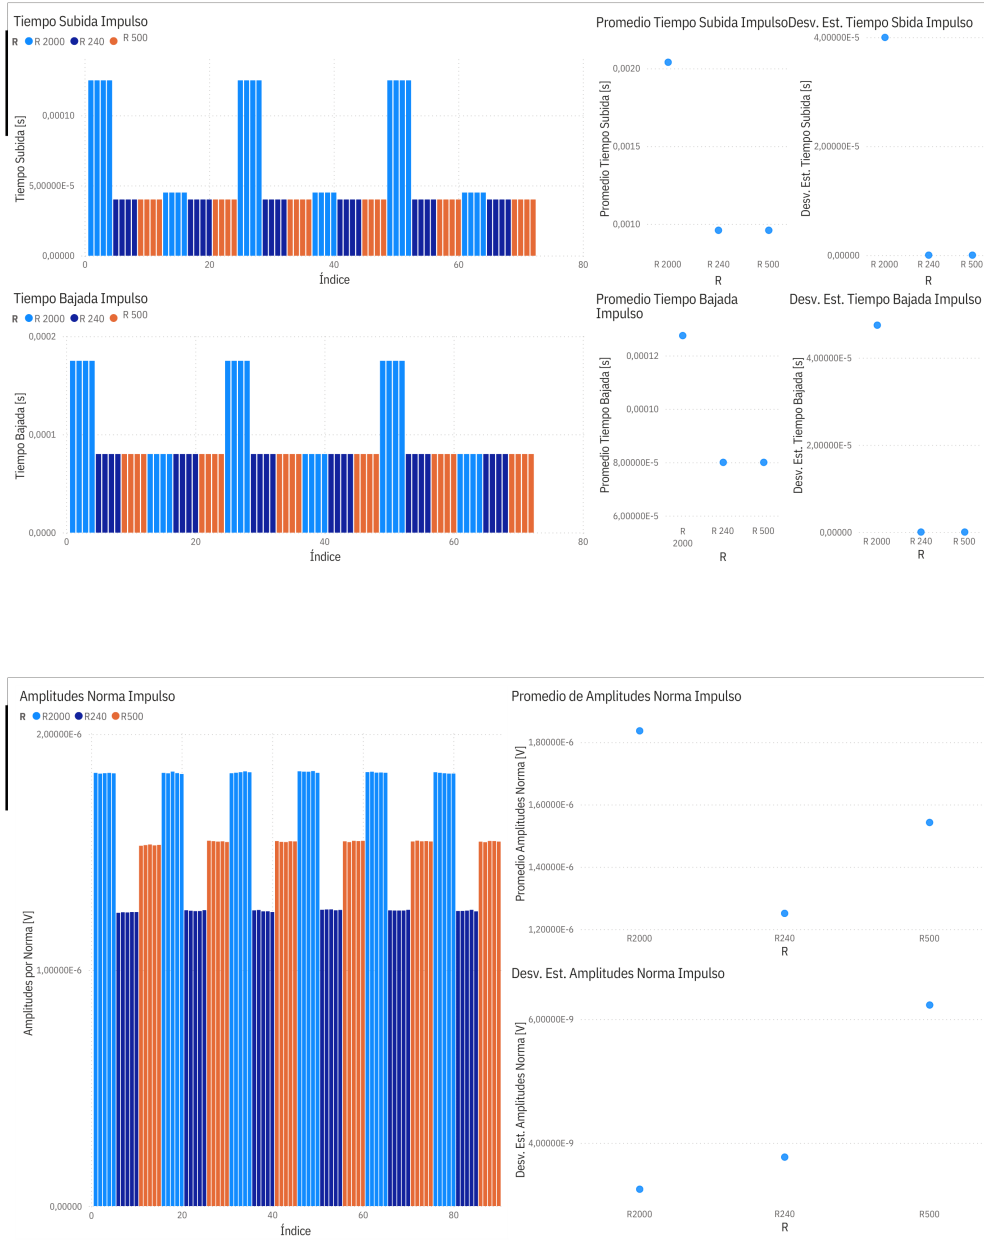 Tiempo Subida Impulso
R R 2000 R 240 R 500
Tiempo Subida [s]
0,00010
5,00000E-5
0,00000
0 20 40 60 80
Índice
Promedio Tiempo Subida Impulso
Promedio Tiempo Subida [s]
0,0020
0,0015
0,0010
R 2000 R 240 R 500
R
Desv. Est. Tiempo Sbida Impulso
Desv. Est. Tiempo Subida [s]
4,00000E-5
2,00000E-5
0,00000
R 2000 R 240 R 500
R
Tiempo Bajada Impulso
R R 2000 R 240 R 500
Tiempo Bajada [s]
0,0002
0,0001
0,0000
0 20 40 60 80
Índice
Promedio Tiempo Bajada
Impulso
Promedio Tiempo Bajada [s]
0,00012
0,00010
8,00000E-5
6,00000E-5
R
2000
R 240 R 500
R
Desv. Est. Tiempo Bajada Impulso
Desv. Est. Tiempo Bajada [s]
4,00000E-5
2,00000E-5
0,00000
R 2000 R 240 R 500
R
Amplitudes Norma Impulso
R R2000 R240 R500
Amplitudes por Norma [V]
2,00000E-6
1,00000E-6
0,00000
0 20 40 60 80
Índice
Promedio de Amplitudes Norma Impulso
Promedio Amplitudes Norma [V]
1,80000E-6
1,60000E-6
1,40000E-6
1,20000E-6
R2000 R240 R500
R
Desv. Est. Amplitudes Norma Impulso
Desv. Est. Amplitudes Norma [V]
6,00000E-9
4,00000E-9
R2000 R240 R500
R